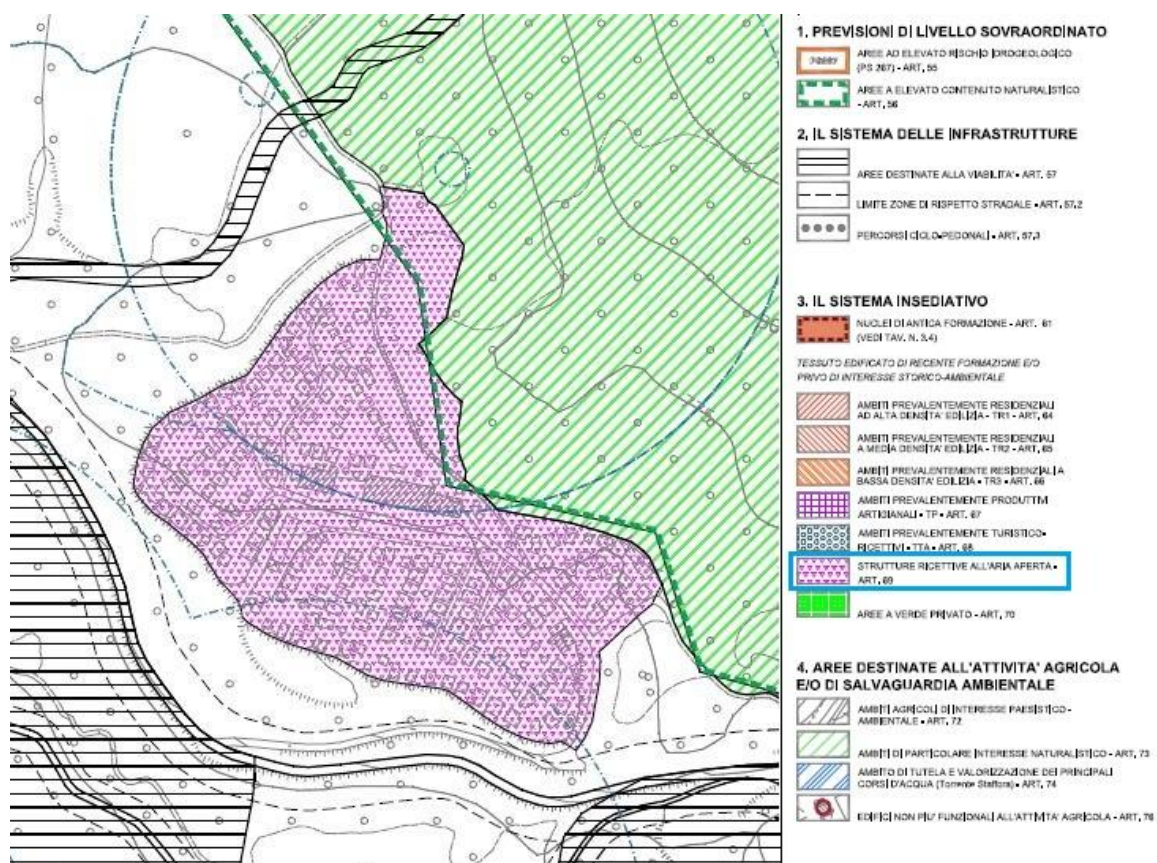 1. PREVISIONI DI LIVELLO SOVRAORDINATO
AREE AD ELEVATO RISCHIO IDROGEOLOGICO
(PS 267) - ART. 55
AREE A ELEVATO CONTENUTO NATURALISTICO
- ART. 56
2. IL SISTEMA DELLE INFRASTRUTTURE
AREE DESTINATE ALLA VIABILITA' - ART. 57
LIMITE ZONE DI RISPETTO STRADALE - ART. 57.2
PERCORSI CICLO-PEDONALI - ART. 57.3
3. IL SISTEMA INSEDIATIVO
NUCLEI DI ANTICA FORMAZIONE - ART. 61
(VEDI TAV. N. 3.4)
TESSUTO EDIFICATO DI RECENTE FORMAZIONE E/O
PRIVO DI INTERESSE STORICO-AMBIENTALE
AMBITI PREVALENTEMENTE RESIDENZIALI
AD ALTA DENSITA' EDILIZIA - TR1 - ART. 64
AMBITI PREVALENTEMENTE RESIDENZIALI
A MEDIA DENSITA' EDILIZIA - TR2 - ART. 65
AMBITI PREVALENTEMENTE RESIDENZIALI A
BASSA DENSITA' EDILIZIA - TR3 - ART. 66
AMBITI PREVALENTEMENTE PRODUTTIVI
ARTIGIANALI - TP - ART. 67
AMBITI PREVALENTEMENTE TURISTICO-
RICETTIVI - TTA - ART. 68
STRUTTURE RICETTIVE ALL'ARIA APERTA -
ART. 69
AREE A VERDE PRIVATO - ART. 70
4. AREE DESTINATE ALL'ATTIVITA' AGRICOLA
E/O DI SALVAGUARDIA AMBIENTALE
AMBITI AGRICOLI DI INTERESSE PAESISTICO-
AMBIENTALE - ART. 72
AMBITI DI PARTICOLARE INTERESSE NATURALISTICO - ART. 73
AMBITO DI TUTELA E VALORIZZAZIONE DEI PRINCIPALI
CORSI D'ACQUA (Torrente Staffora) - ART. 74
EDIFICI NON PIU' FUNZIONALI ALL'ATTIVITA' AGRICOLA - ART. 76